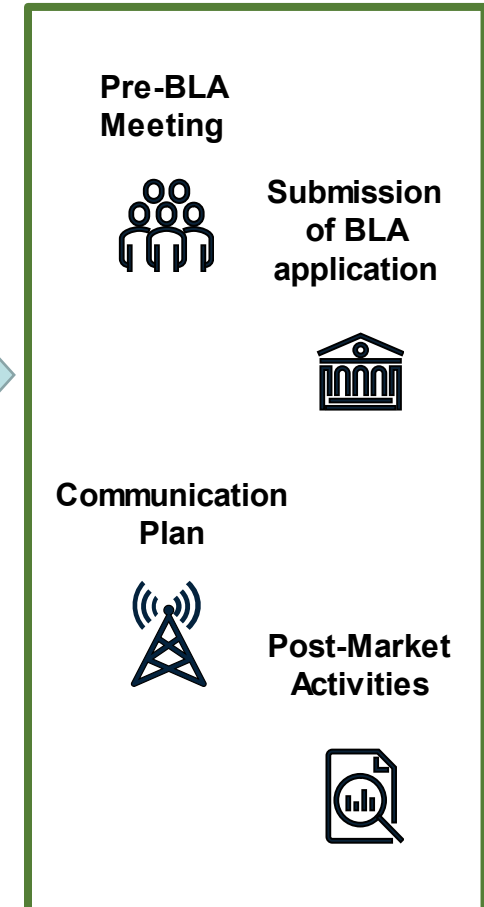 Pre-BLA
Meeting
Submission
of BLA
application
Communication
Plan
Post-Market
Activities